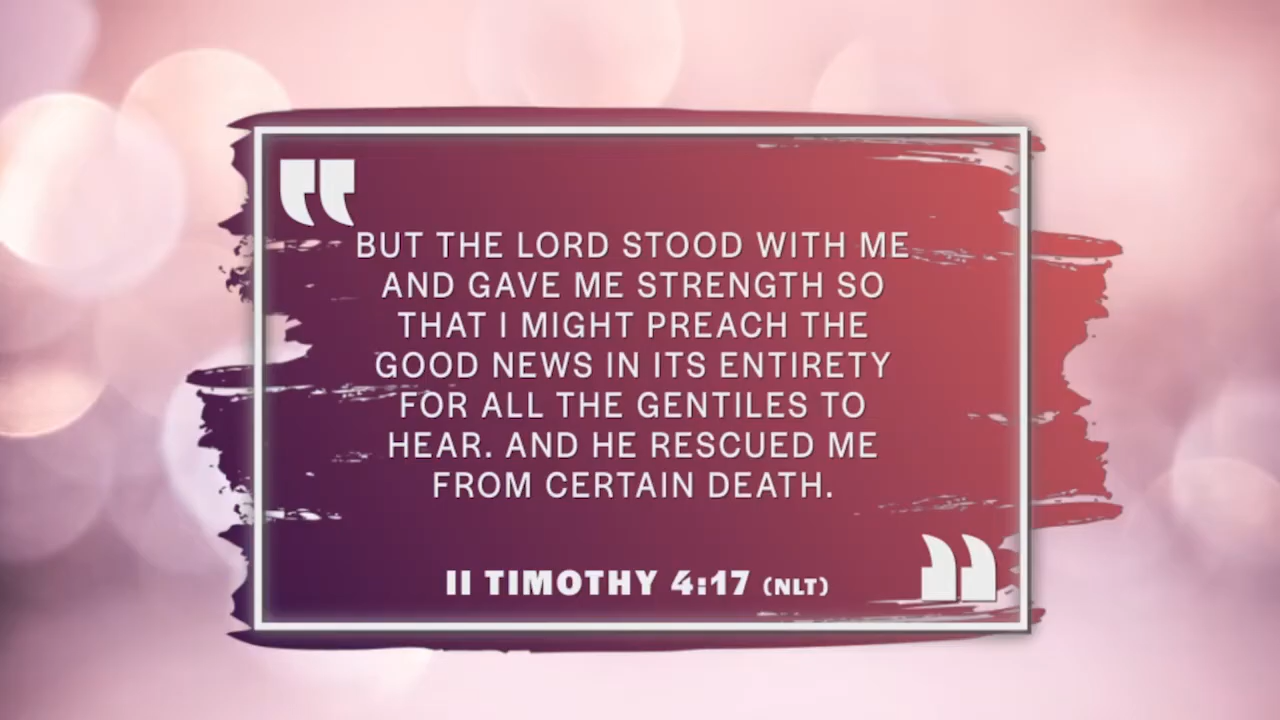 BUT THE LORD STOOD WITH ME
AND GAVE ME STRENGTH SO
THAT I MIGHT PREACH THE
GOOD NEWS IN ITS ENTIRETY
FOR ALL THE GENTILES TO
HEAR. AND HE RESCUED ME
FROM CERTAIN DEATH.
II TIMOTHY 4:17 (NLT)